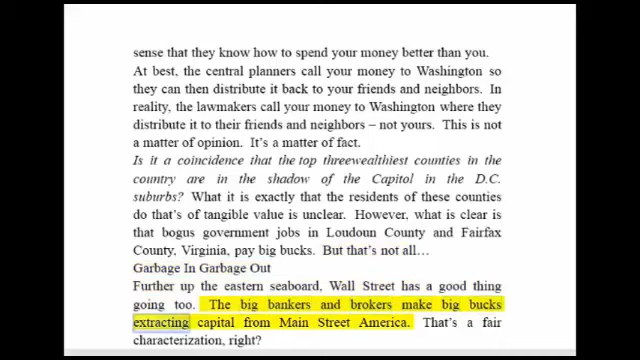 sense that they know how to spend your money better than you.
At best, the central planners call your money to Washington so
they can then distribute it back to your friends and neighbors. In
reality, the lawmakers call your money to Washington where they
distribute it to their friends and neighbors – not yours. This is not
a matter of opinion. It's a matter of fact.
Is it a coincidence that the top threewealthiest counties in the
country are in the shadow of the Capitol in the D.C.
suburbs? What it is exactly that the residents of these counties
do that's of tangible value is unclear. However, what is clear is
that bogus government jobs in Loudoun County and Fairfax
County, Virginia, pay big bucks. But that's not all…
Garbage In Garbage Out
Further up the eastern seaboard, Wall Street has a good thing
going too. The big bankers and brokers make big bucks
extracting capital from Main Street America. That's a fair
characterization, right?